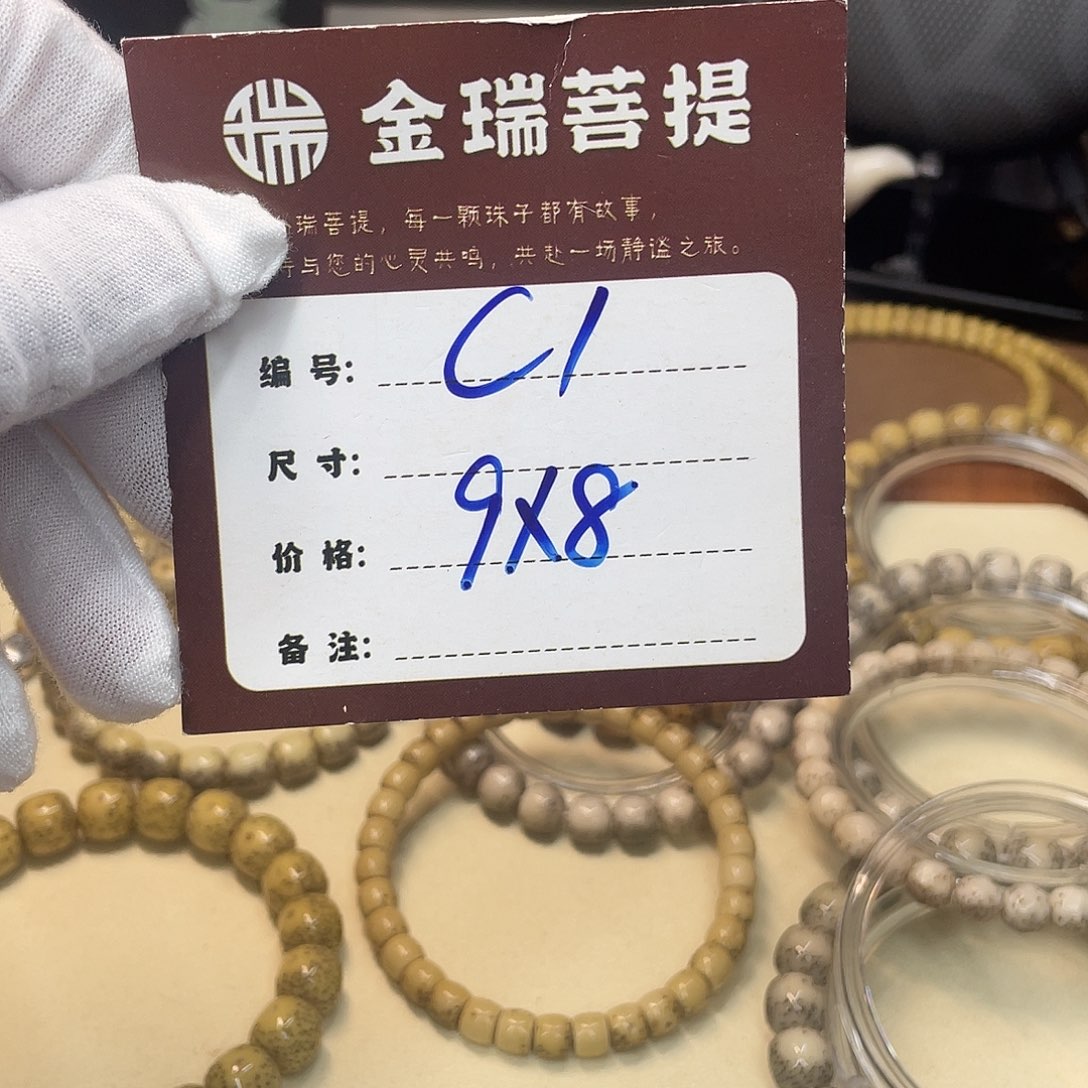 瑞 金瑞菩提
瑞菩提，每一颗珠子都有故事，
与您的心灵共鸣，共赴一场静谧之旅。
编 号: C1
尺 寸:
9X8
价 格:
备 注: